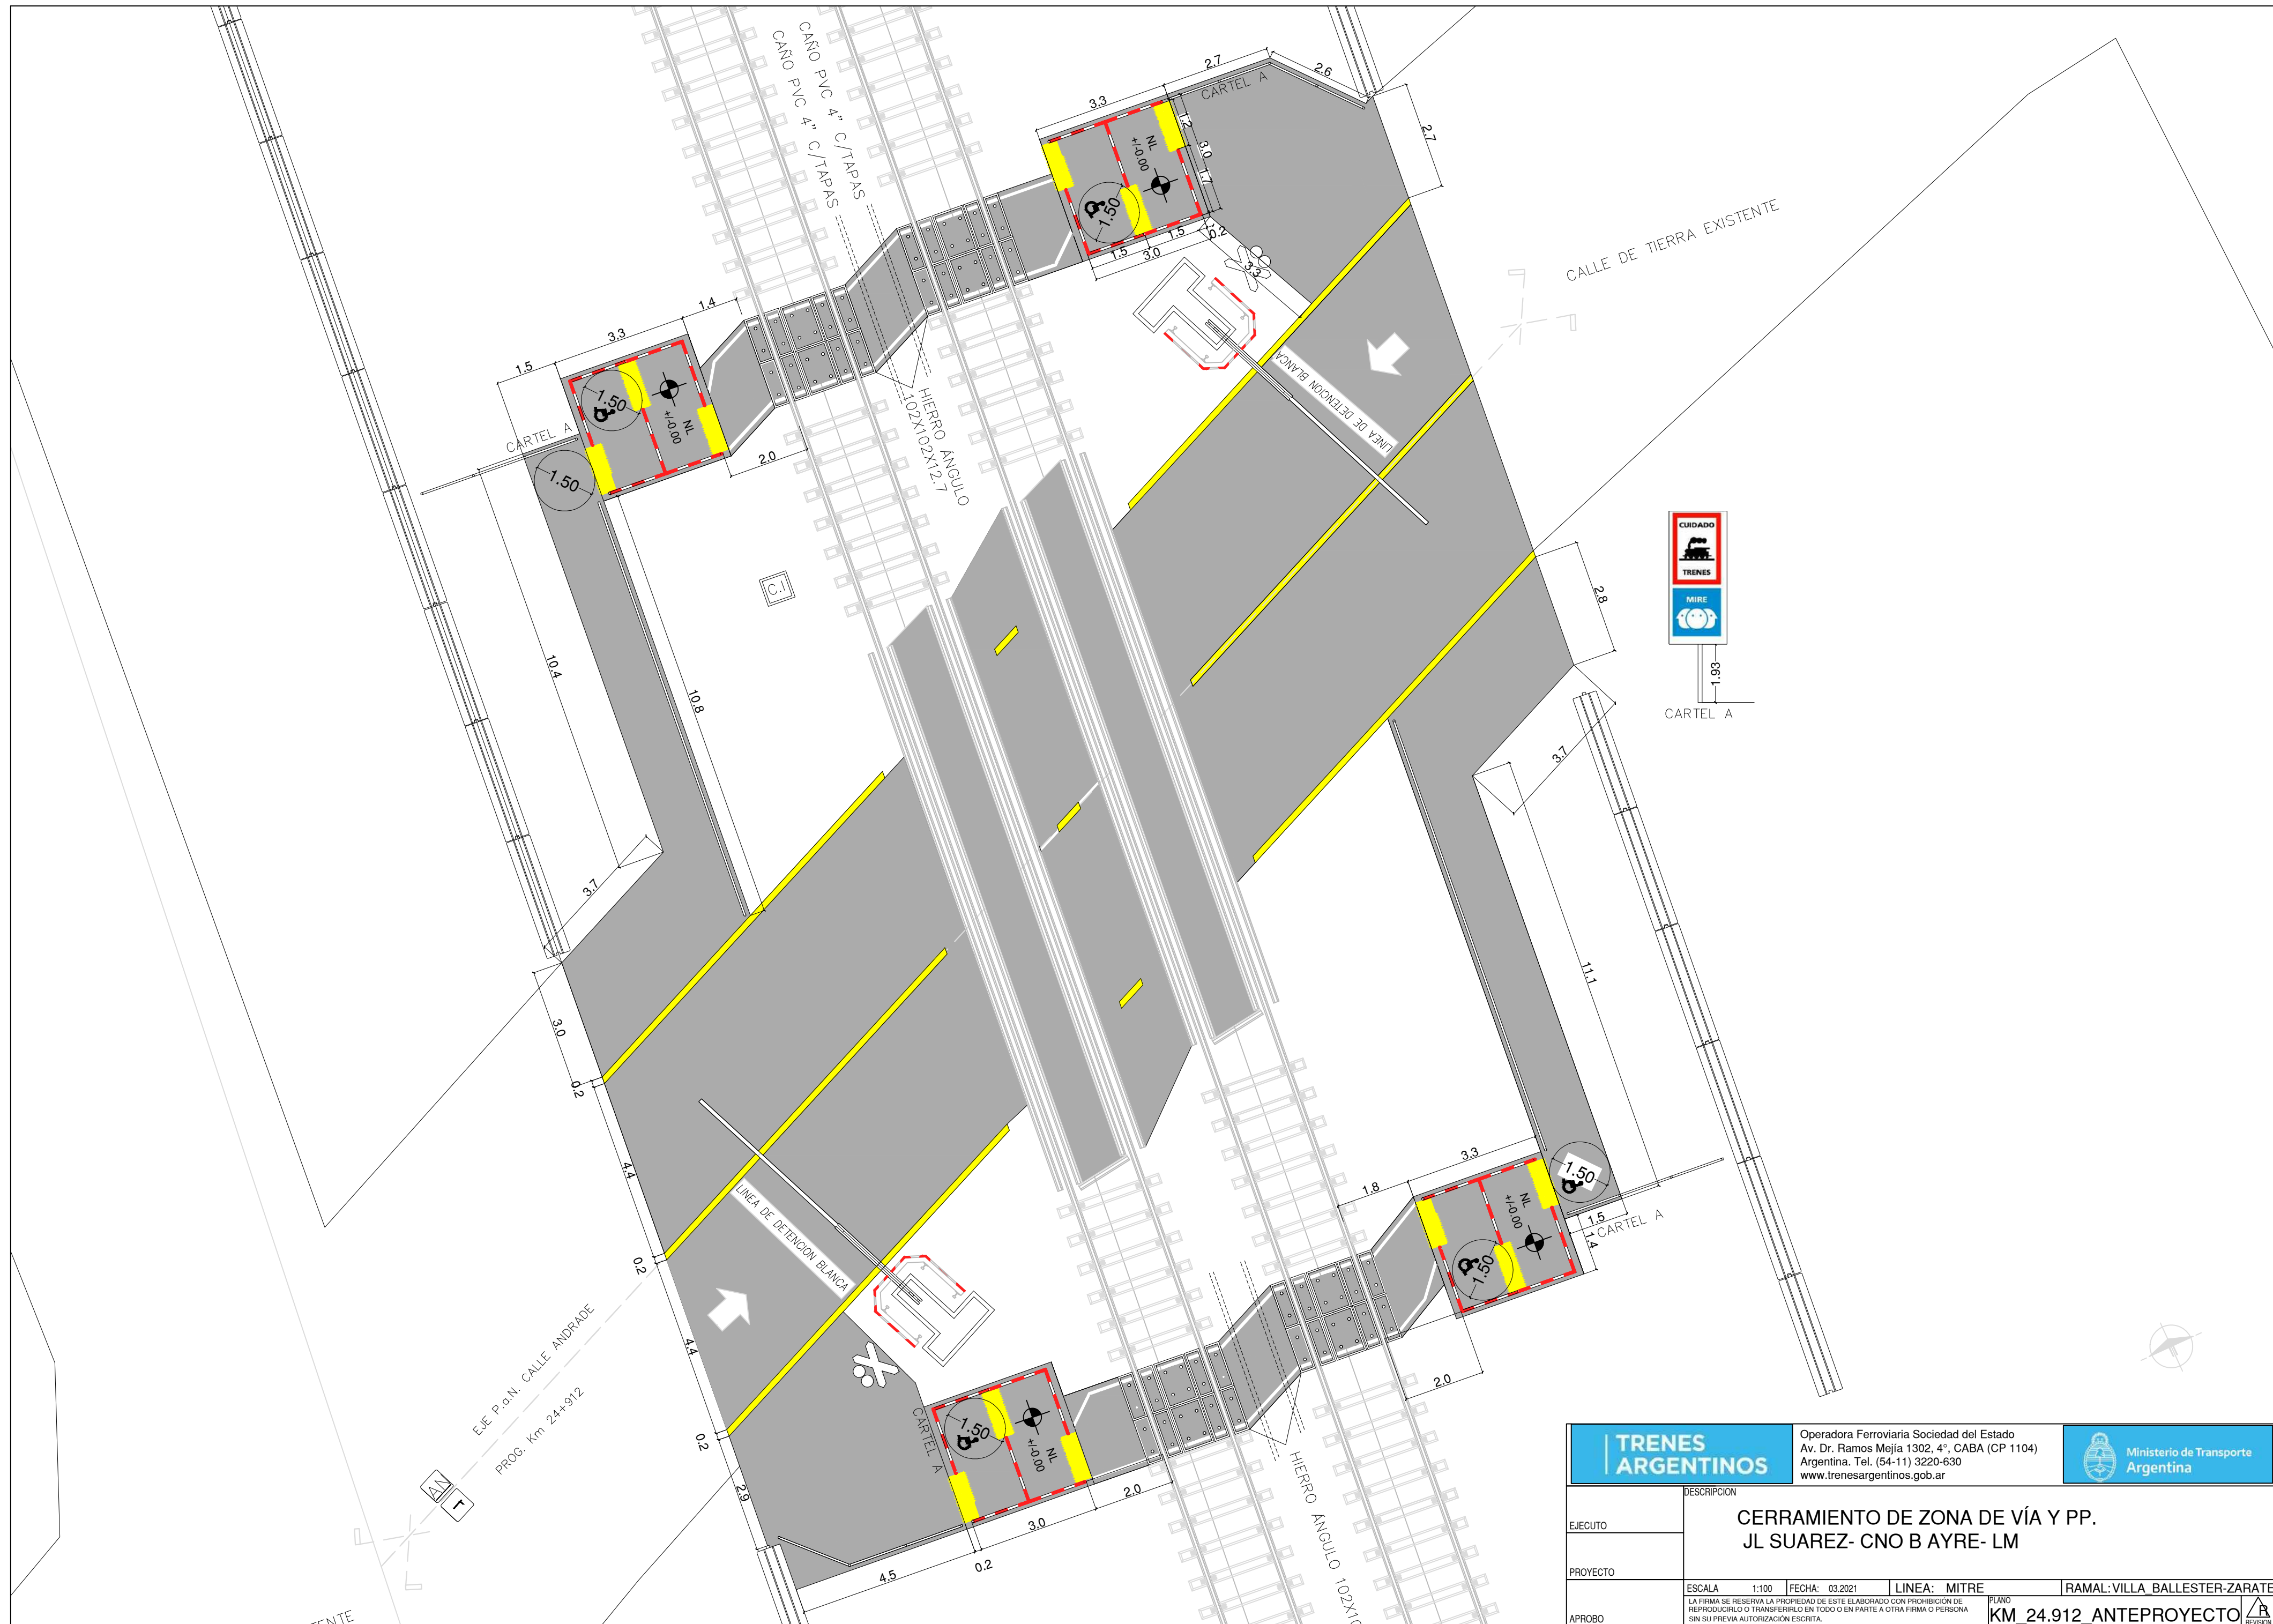 CAÑO PVC 4" C/TAPAS
CAÑO PVC 4" C/TAPAS
2.7
2.6
CARTEL A
3.3
1.2
3.0
1.7
2.7
NL
+/-0.00
1.50
1.5
1.5
0.2
3.0
3.3
CALLE DE TIERRA EXISTENTE
1.4
3.3
1.5
1.50
NL
+/-0.00
CARTEL A
1.50
2.0
HIERRO ÁNGULO
102X102X12.7
LINEA DE DETENCION BLANCA
CUIDADO
TRENES
MIRE
1.93
CARTEL A
C.I
2.8
10.4
10.8
3.7
3.7
11.1
3.0
0.2
4.4
LINEA DE DETENCION BLANCA
0.2
4.4
0.2
2.9
EJE P.a.N. CALLE ANDRADE
PROG. Km 24+912
AN
r
3.3
1.8
1.50
NL
+/-0.00
1.50
1.5
1.4
CARTEL A
2.0
1.50
NL
+/-0.00
CARTEL A
2.0
3.0
0.2
4.5
HIERRO ÁNGULO 102X10
TENTE
TRENES
ARGENTINOS
Operadora Ferroviaria Sociedad del Estado
Av. Dr. Ramos Mejía 1302, 4°, CABA (CP 1104)
Argentina. Tel. (54-11) 3220-630
www.trenesargentinos.gob.ar
Ministerio de Transporte
Argentina
DESCRIPCION
EJECUTO
CERRAMIENTO DE ZONA DE VÍA Y PP.
JL SUAREZ- CNO B AYRE- LM
PROYECTO
ESCALA 1:100 FECHA: 03.2021 LINEA: MITRE RAMAL: VILLA_BALLESTER-ZARATE
APROBO
LA FIRMA SE RESERVA LA PROPIEDAD DE ESTE ELABORADO CON PROHIBICIÓN DE
REPRODUCIRLO O TRANSFERIRLO EN TODO O EN PARTE A OTRA FIRMA O PERSONA
SIN SU PREVIA AUTORIZACIÓN ESCRITA.
PLANO
KM_24.912_ANTEPROYECTO
REVISION